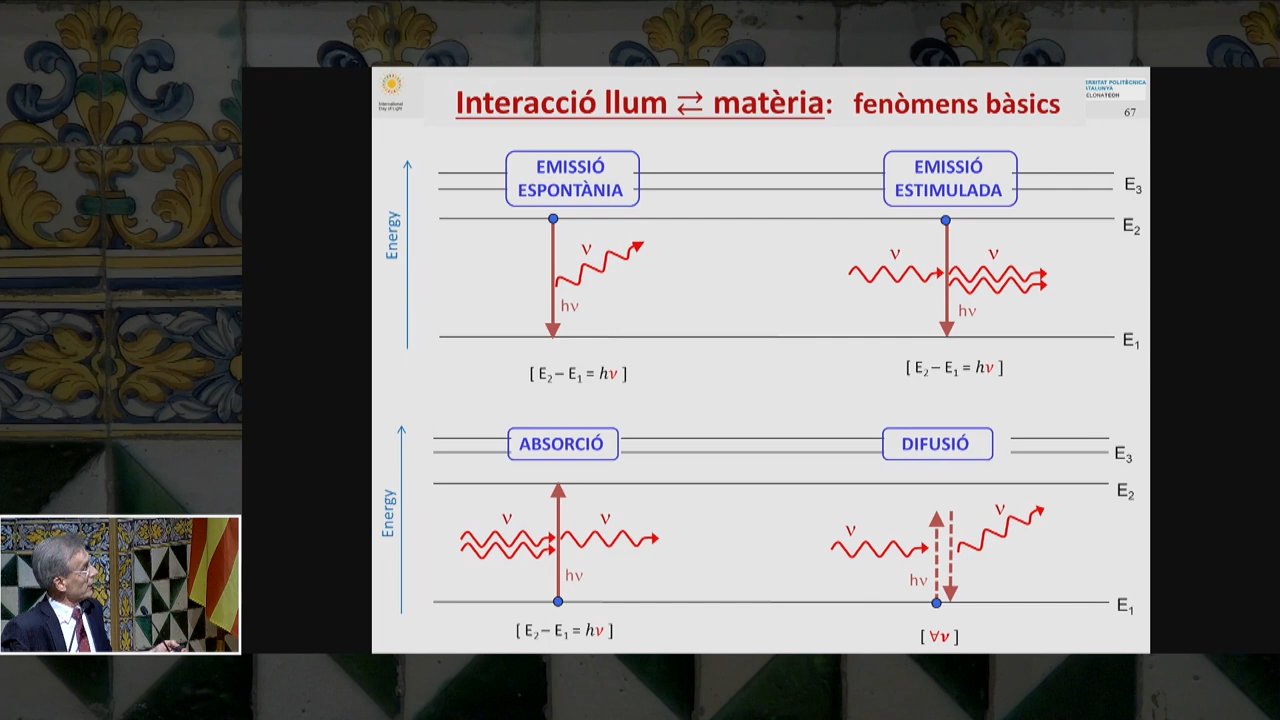 International
Day of Light
Interacció llum ⇄ matèria: fenòmens bàsics
ERSITAT POLITÈCNICA
ATALUNYA
ELONATECH
67
EMISSIÓ
ESPONTÀNIA
EMISSIÓ
ESTIMULADA
E3
E2
Energy
ν
ν
ν
hν
hν
E1
[ E2 – E1 = hν ]
[ E2 – E1 = hν ]
ABSORCIÓ
DIFUSIÓ
E3
E2
Energy
ν
ν
ν
ν
hν
hν
E1
[ E2 – E1 = hν ]
[ ∀ν ]